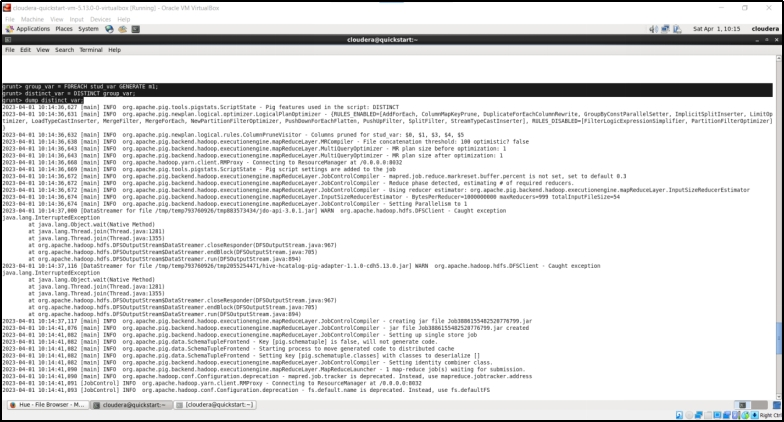 cloudera-quickstart-vm-5.13.0-0-virtualbox [Running] - Oracle VM VirtualBox
File Machine View Input Devices Help
Applications Places System Sat Apr 1, 10:15 cloudera
cloudera@quickstart:~
File Edit View Search Terminal Help
grunt> group_var = FOREACH stud_var GENERATE m1;
grunt> distinct_var = DISTINCT group_var;
grunt> dump distinct_var;
2023-04-01 10:14:36,627 [main] INFO org.apache.pig.tools.pigstats.ScriptState - Pig features used in the script: DISTINCT
2023-04-01 10:14:36,631 [main] INFO org.apache.pig.newplan.logical.optimizer.LogicalPlanOptimizer - {RULES_ENABLED=[AddForEach, ColumnMapKeyPrune, DuplicateForEachColumnRewrite, GroupByConstParallelSetter, ImplicitSplitInserter, LimitOp
timizer, LoadTypeCastInserter, MergeFilter, MergeForEach, NewPartitionFilterOptimizer, PushDownForEachFlatten, PushUpFilter, SplitFilter, StreamTypeCastInserter], RULES_DISABLED=[FilterLogicExpressionSimplifier, PartitionFilterOptimizer]
}
2023-04-01 10:14:36,632 [main] INFO org.apache.pig.newplan.logical.rules.ColumnPruneVisitor - Columns pruned for stud_var: $0, $1, $3, $4, $5
2023-04-01 10:14:36,638 [main] INFO org.apache.pig.backend.hadoop.executionengine.mapReduceLayer.MRCompiler - File concatenation threshold: 100 optimistic? false
2023-04-01 10:14:36,643 [main] INFO org.apache.pig.backend.hadoop.executionengine.mapReduceLayer.MultiQueryOptimizer - MR plan size before optimization: 1
2023-04-01 10:14:36,643 [main] INFO org.apache.pig.backend.hadoop.executionengine.mapReduceLayer.MultiQueryOptimizer - MR plan size after optimization: 1
2023-04-01 10:14:36,668 [main] INFO org.apache.hadoop.yarn.client.RMProxy - Connecting to ResourceManager at /0.0.0.0:8032
2023-04-01 10:14:36,669 [main] INFO org.apache.pig.tools.pigstats.ScriptState - Pig script settings are added to the job
2023-04-01 10:14:36,672 [main] INFO org.apache.pig.backend.hadoop.executionengine.mapReduceLayer.JobControlCompiler - mapred.job.reduce.markreset.buffer.percent is not set, set to default 0.3
2023-04-01 10:14:36,672 [main] INFO org.apache.pig.backend.hadoop.executionengine.mapReduceLayer.JobControlCompiler - Reduce phase detected, estimating # of required reducers.
2023-04-01 10:14:36,672 [main] INFO org.apache.pig.backend.hadoop.executionengine.mapReduceLayer.JobControlCompiler - Using reducer estimator: org.apache.pig.backend.hadoop.executionengine.mapReduceLayer.InputSizeReducerEstimator
2023-04-01 10:14:36,674 [main] INFO org.apache.pig.backend.hadoop.executionengine.mapReduceLayer.InputSizeReducerEstimator - BytesPerReducer=1000000000 maxReducers=999 totalInputFileSize=54
2023-04-01 10:14:36,674 [main] INFO org.apache.pig.backend.hadoop.executionengine.mapReduceLayer.JobControlCompiler - Setting Parallelism to 1
2023-04-01 10:14:37,000 [DataStreamer for file /tmp/temp793760926/tmp883573434/jdo-api-3.0.1.jar] WARN org.apache.hadoop.hdfs.DFSClient - Caught exception
java.lang.InterruptedException
at java.lang.Object.wait(Native Method)
at java.lang.Thread.join(Thread.java:1281)
at java.lang.Thread.join(Thread.java:1355)
at org.apache.hadoop.hdfs.DFSOutputStream$DataStreamer.closeResponder(DFSOutputStream.java:967)
at org.apache.hadoop.hdfs.DFSOutputStream$DataStreamer.endBlock(DFSOutputStream.java:705)
at org.apache.hadoop.hdfs.DFSOutputStream$DataStreamer.run(DFSOutputStream.java:894)
2023-04-01 10:14:37,116 [DataStreamer for file /tmp/temp793760926/tmp2055254471/hive-hcatalog-pig-adapter-1.1.0-cdh5.13.0.jar] WARN org.apache.hadoop.hdfs.DFSClient - Caught exception
java.lang.InterruptedException
at java.lang.Object.wait(Native Method)
at java.lang.Thread.join(Thread.java:1281)
at java.lang.Thread.join(Thread.java:1355)
at org.apache.hadoop.hdfs.DFSOutputStream$DataStreamer.closeResponder(DFSOutputStream.java:967)
at org.apache.hadoop.hdfs.DFSOutputStream$DataStreamer.endBlock(DFSOutputStream.java:705)
at org.apache.hadoop.hdfs.DFSOutputStream$DataStreamer.run(DFSOutputStream.java:894)
2023-04-01 10:14:37,117 [main] INFO org.apache.pig.backend.hadoop.executionengine.mapReduceLayer.JobControlCompiler - creating jar file Job3886155482520776799.jar
2023-04-01 10:14:41,076 [main] INFO org.apache.pig.backend.hadoop.executionengine.mapReduceLayer.JobControlCompiler - jar file Job3886155482520776799.jar created
2023-04-01 10:14:41,082 [main] INFO org.apache.pig.backend.hadoop.executionengine.mapReduceLayer.JobControlCompiler - Setting up single store job
2023-04-01 10:14:41,082 [main] INFO org.apache.pig.data.SchemaTupleFrontend - Key [pig.schematuple] is false, will not generate code.
2023-04-01 10:14:41,082 [main] INFO org.apache.pig.data.SchemaTupleFrontend - Starting process to move generated code to distributed cache
2023-04-01 10:14:41,082 [main] INFO org.apache.pig.data.SchemaTupleFrontend - Setting key [pig.schematuple.classes] with classes to deserialize []
2023-04-01 10:14:41,082 [main] INFO org.apache.pig.backend.hadoop.executionengine.mapReduceLayer.JobControlCompiler - Setting identity combiner class.
2023-04-01 10:14:41,090 [main] INFO org.apache.pig.backend.hadoop.executionengine.mapReduceLayer.MapReduceLauncher - 1 map-reduce job(s) waiting for submission.
2023-04-01 10:14:41,090 [main] INFO org.apache.hadoop.conf.Configuration.deprecation - mapred.job.tracker is deprecated. Instead, use mapreduce.jobtracker.address
2023-04-01 10:14:41,091 [JobControl] INFO org.apache.hadoop.yarn.client.RMProxy - Connecting to ResourceManager at /0.0.0.0:8032
2023-04-01 10:14:41,093 [JobControl] INFO org.apache.hadoop.conf.Configuration.deprecation - fs.default.name is deprecated. Instead, use fs.defaultFS
Hue - File Browser - M... cloudera@quickstart:~ [cloudera@quickstart:~]
Right Ctrl